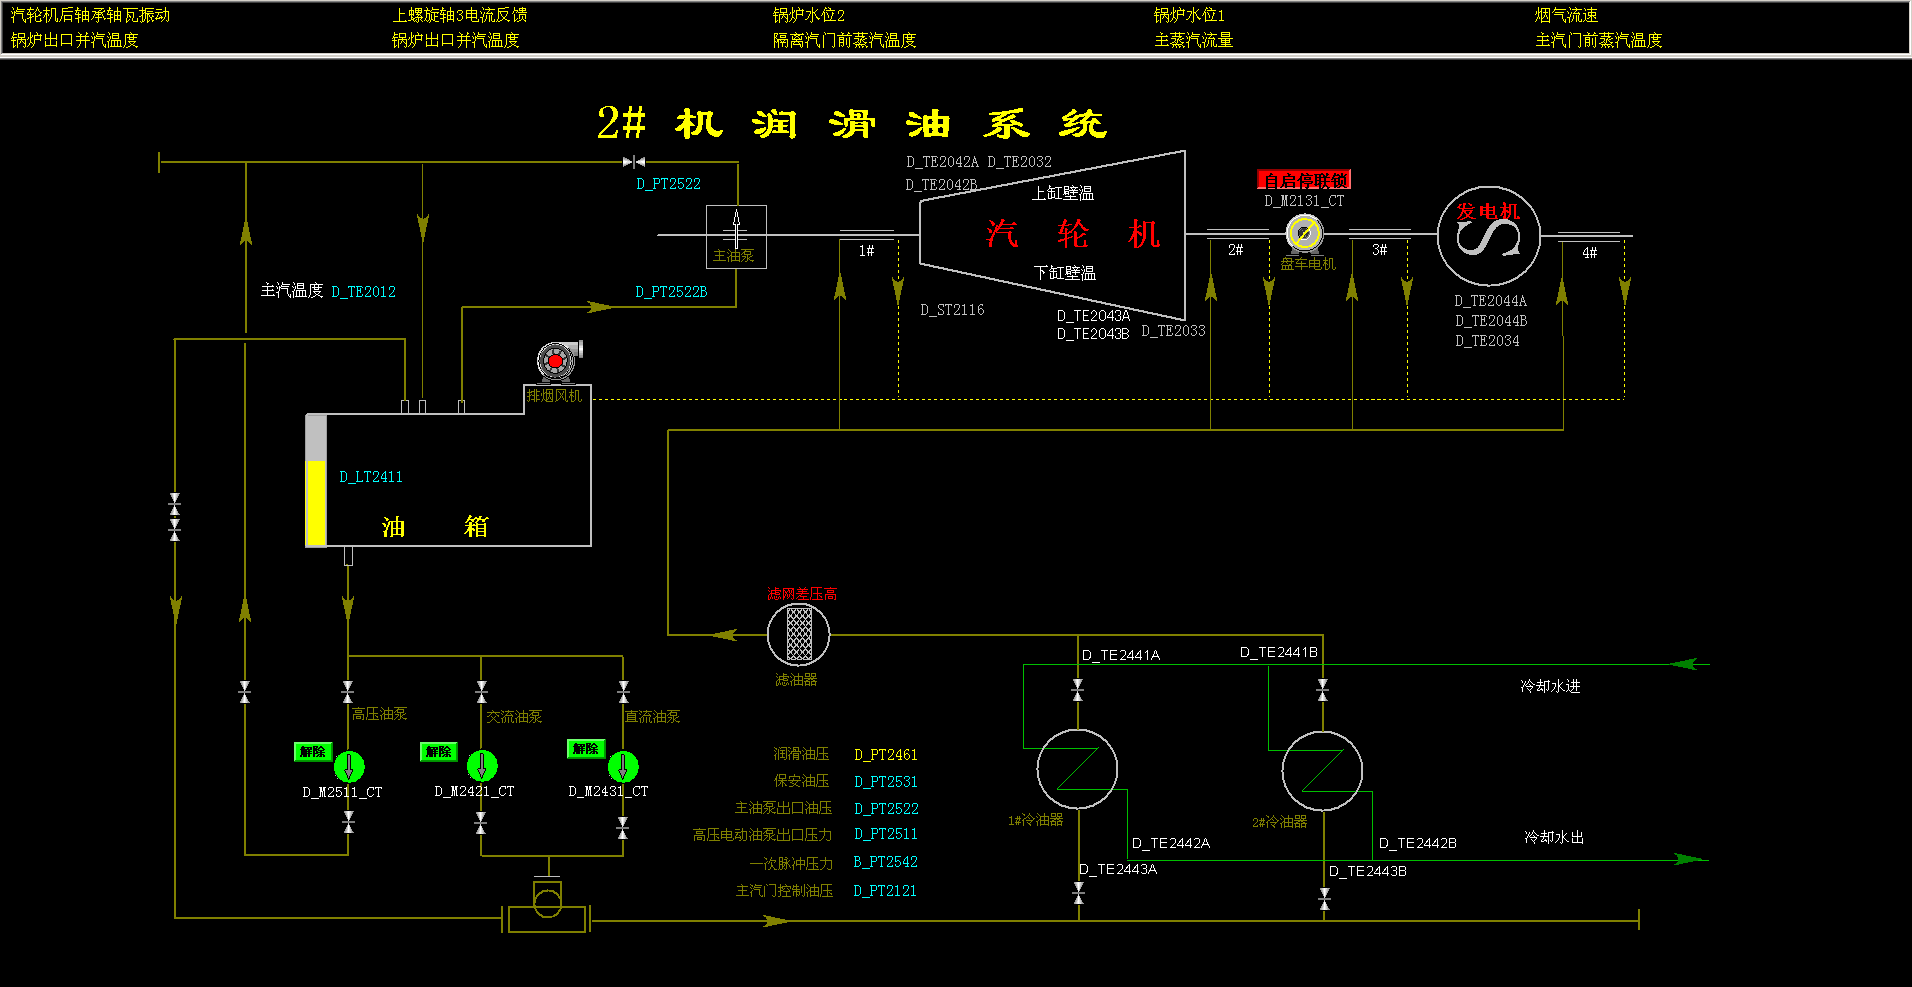 汽轮机后轴承轴瓦振动
上螺旋轴3电流反馈
锅炉水位2
锅炉水位1
烟气流速
锅炉出口并汽温度
锅炉出口并汽温度
隔离汽门前蒸汽温度
主蒸汽流量
主汽门前蒸汽温度
2# 机 润 滑 油 系 统
D_TE2042A D_TE2032
D_TE2042B
D_PT2522
上缸壁温
自启停联锁
D_M2131_CT
发电机
汽 轮 机
主油泵
1#
2#
3#
4#
盘车电机
下缸壁温
主汽温度 D_TE2012
D_PT2522B
D_ST2116
D_TE2043A
D_TE2043B
D_TE2033
D_TE2044A
D_TE2044B
D_TE2034
排烟风机
D_LT2411
油 箱
滤网差压高
滤油器
D_TE2441A
D_TE2441B
冷却水进
高压油泵
交流油泵
直流油泵
解除
解除
解除
D_M2511_CT
D_M2421_CT
D_M2431_CT
润滑油压 D_PT2461
保安油压 D_PT2531
主油泵出口油压 D_PT2522
高压电动油泵出口压力 D_PT2511
一次脉冲压力 B_PT2542
主汽门控制油压 D_PT2121
1#冷油器
2#冷油器
冷却水出
D_TE2442A
D_TE2442B
D_TE2443A
D_TE2443B